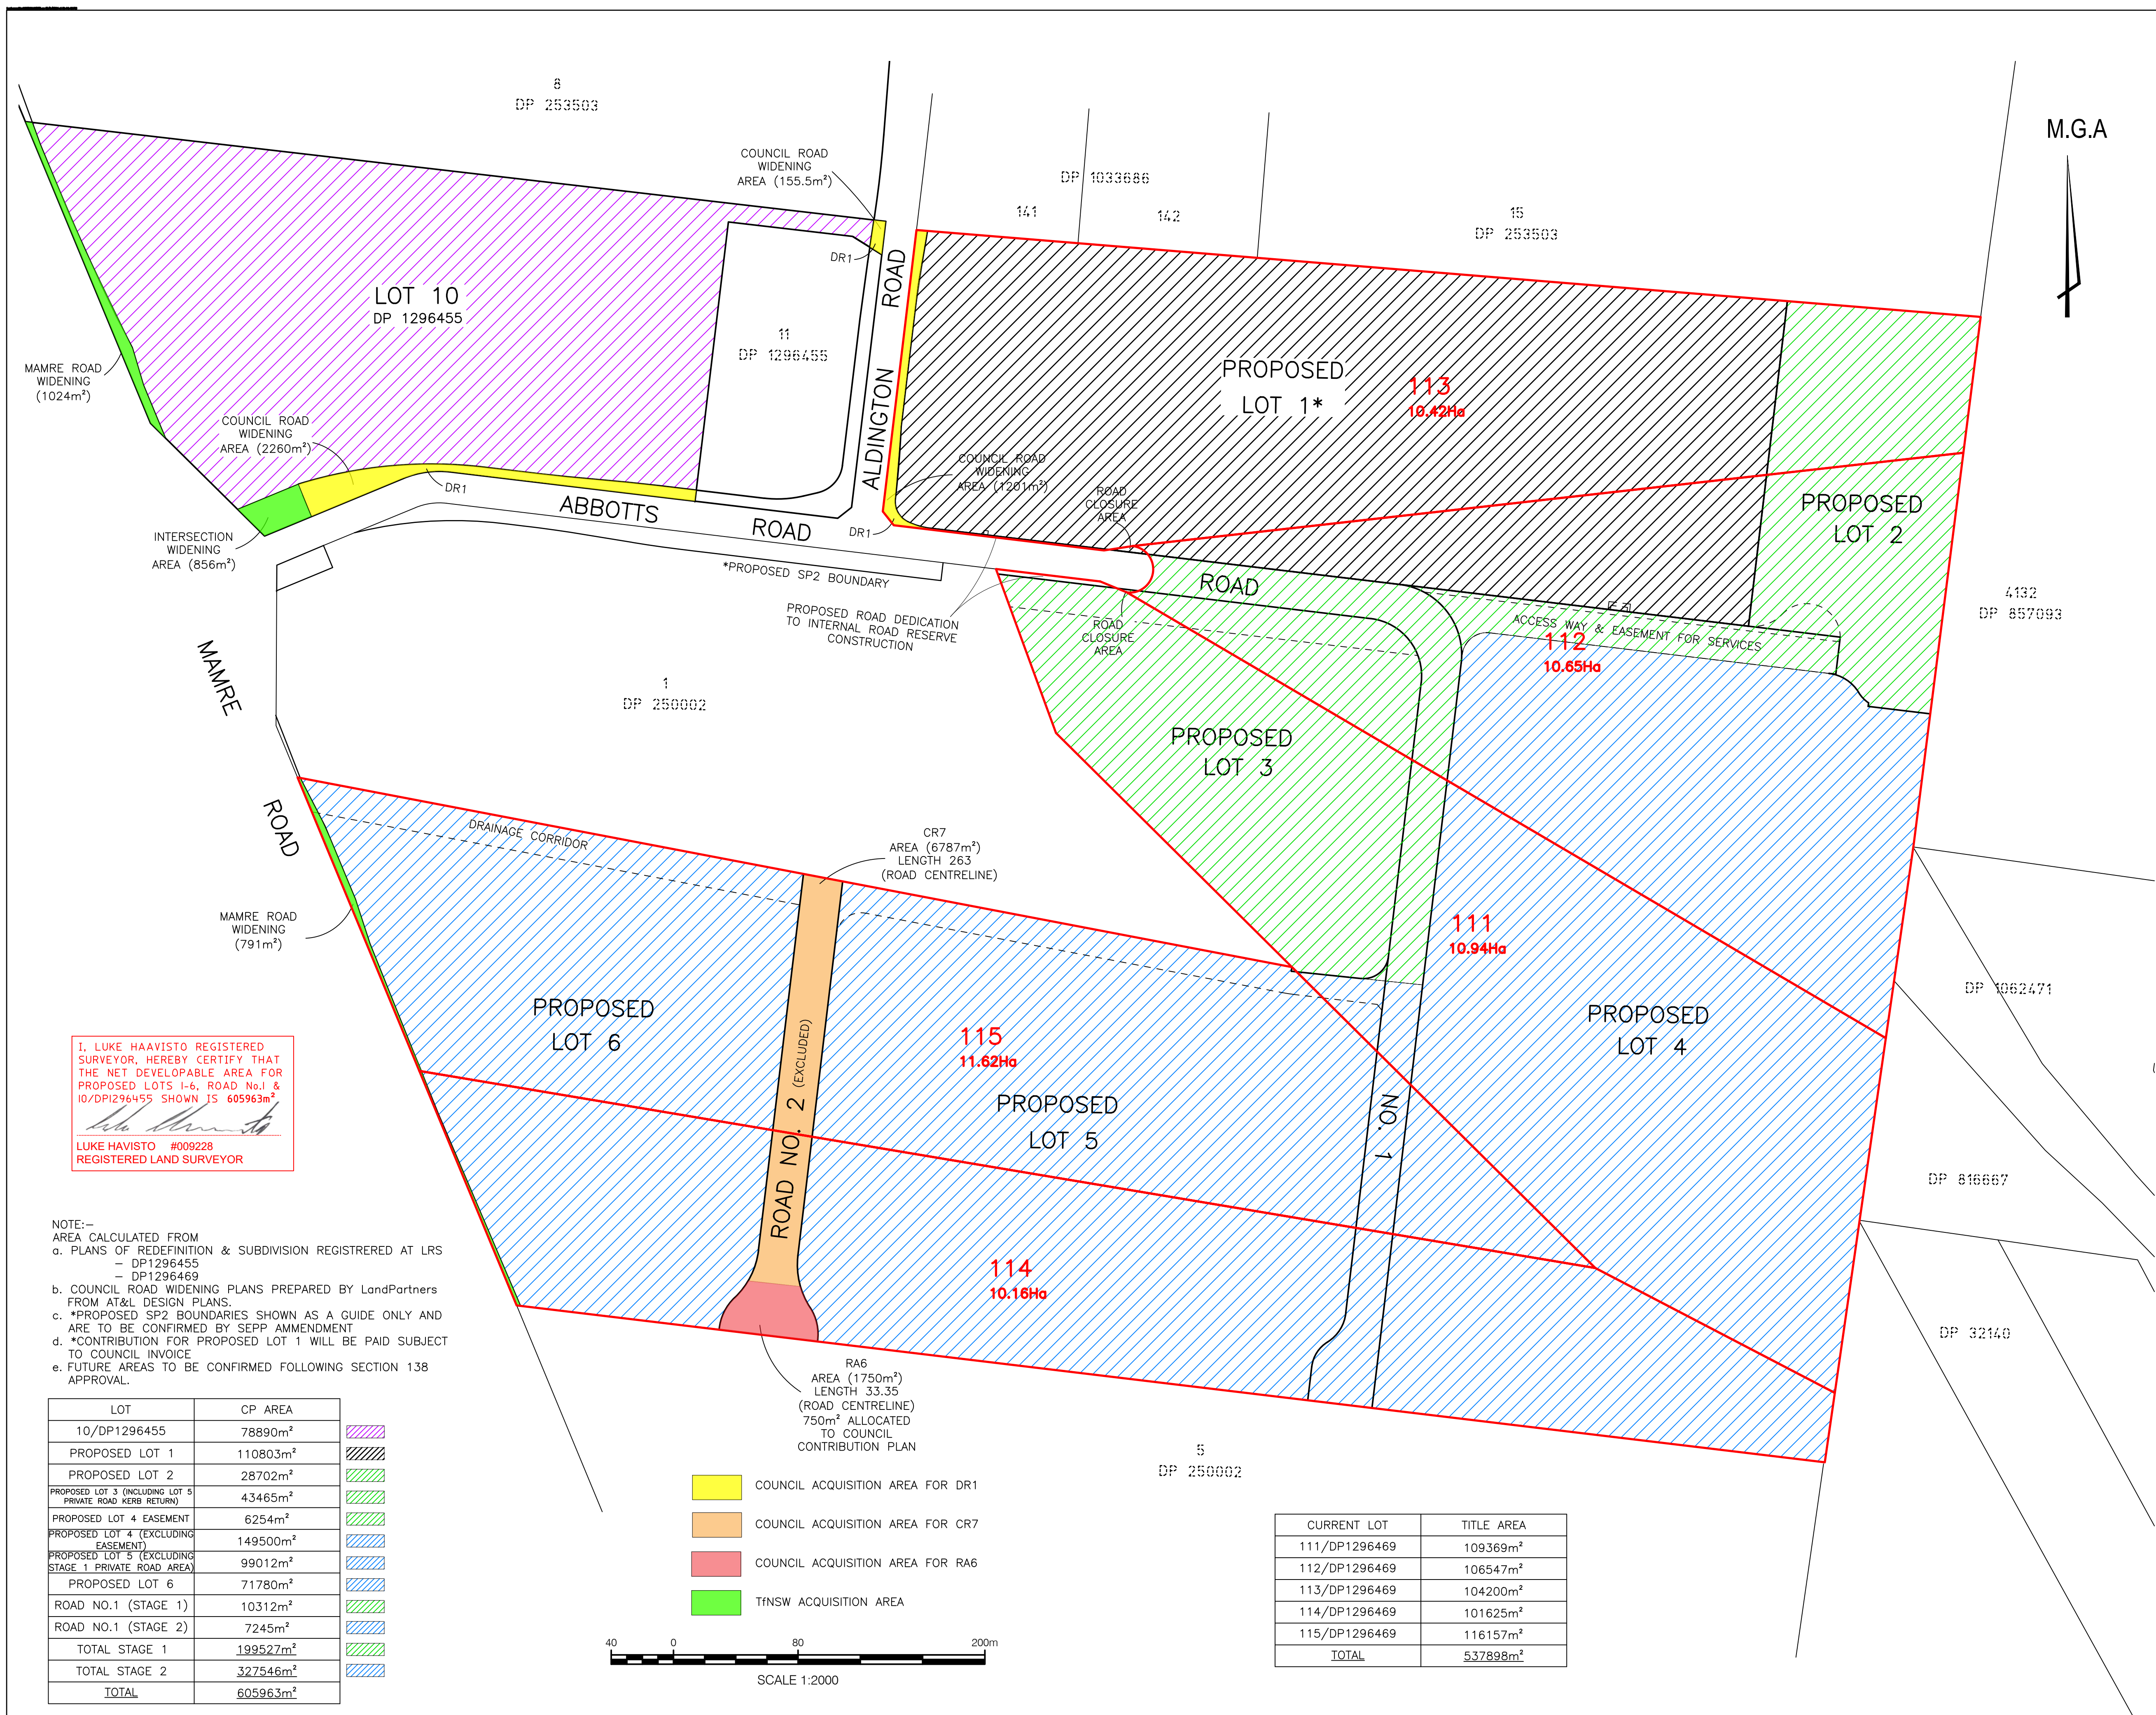 8
DP 253503
M.G.A
COUNCIL ROAD
WIDENING
AREA (155.5m²)
DP 1033686
141
142
15
DP 253503
DR1
ROAD
LOT 10
DP 1296455
11
DP 1296455
PROPOSED
LOT 1*
113
10.42Ha
MAMRE ROAD
WIDENING
(1024m²)
COUNCIL ROAD
WIDENING
AREA (2260m²)
ALDINGTON
COUNCIL ROAD
WIDENING
AREA (1201m²)
ROAD
CLOSURE
AREA
PROPOSED
LOT 2
DR1
ABBOTTS
ROAD
DR1
INTERSECTION
WIDENING
AREA (856m²)
*PROPOSED SP2 BOUNDARY
ROAD
PROPOSED ROAD DEDICATION
TO INTERNAL ROAD RESERVE
CONSTRUCTION
ROAD
CLOSURE
AREA
ACCESS WAY & EASEMENT FOR SERVICES
112
10.65Ha
4132
DP 857093
MAMRE
1
DP 250002
PROPOSED
LOT 3
ROAD
DRAINAGE CORRIDOR
CR7
AREA (6787m²)
LENGTH 263
(ROAD CENTRELINE)
MAMRE ROAD
WIDENING
(791m²)
111
10.94Ha
DP 1062471
PROPOSED
LOT 6
115
11.62Ha
PROPOSED
LOT 4
ROAD NO. 2 (EXCLUDED)
PROPOSED
LOT 5
NO. 1
I, LUKE HAAVISTO REGISTERED
SURVEYOR, HEREBY CERTIFY THAT
THE NET DEVELOPABLE AREA FOR
PROPOSED LOTS 1-6, ROAD No.1 &
10/DP1296455 SHOWN IS 605963m²
LUKE HAVISTO #009228
REGISTERED LAND SURVEYOR
DP 816667
114
10.16Ha
DP 32140
NOTE:-
AREA CALCULATED FROM
a. PLANS OF REDEFINITION & SUBDIVISION REGISTRERED AT LRS
- DP1296455
- DP1296469
b. COUNCIL ROAD WIDENING PLANS PREPARED BY LandPartners
FROM AT&L DESIGN PLANS.
c. *PROPOSED SP2 BOUNDARIES SHOWN AS A GUIDE ONLY AND
ARE TO BE CONFIRMED BY SEPP AMMENDMENT
d. *CONTRIBUTION FOR PROPOSED LOT 1 WILL BE PAID SUBJECT
TO COUNCIL INVOICE
e. FUTURE AREAS TO BE CONFIRMED FOLLOWING SECTION 138
APPROVAL.
RA6
AREA (1750m²)
LENGTH 33.35
(ROAD CENTRELINE)
750m² ALLOCATED
TO COUNCIL
CONTRIBUTION PLAN
5
DP 250002
LOT CP AREA
10/DP1296455 78890m²
PROPOSED LOT 1 110803m²
PROPOSED LOT 2 28702m²
PROPOSED LOT 3 (INCLUDING LOT 5
PRIVATE ROAD KERB RETURN) 43465m²
PROPOSED LOT 4 EASEMENT 6254m²
PROPOSED LOT 4 (EXCLUDING
EASEMENT) 149500m²
PROPOSED LOT 5 (EXCLUDING
STAGE 1 PRIVATE ROAD AREA) 99012m²
PROPOSED LOT 6 71780m²
ROAD NO.1 (STAGE 1) 10312m²
ROAD NO.1 (STAGE 2) 7245m²
TOTAL STAGE 1 199527m²
TOTAL STAGE 2 327546m²
TOTAL 605963m²
COUNCIL ACQUISITION AREA FOR DR1
COUNCIL ACQUISITION AREA FOR CR7
COUNCIL ACQUISITION AREA FOR RA6
TfNSW ACQUISITION AREA
40 0 80 200m
SCALE 1:2000
CURRENT LOT TITLE AREA
111/DP1296469 109369m²
112/DP1296469 106547m²
113/DP1296469 104200m²
114/DP1296469 101625m²
115/DP1296469 116157m²
TOTAL 537898m²